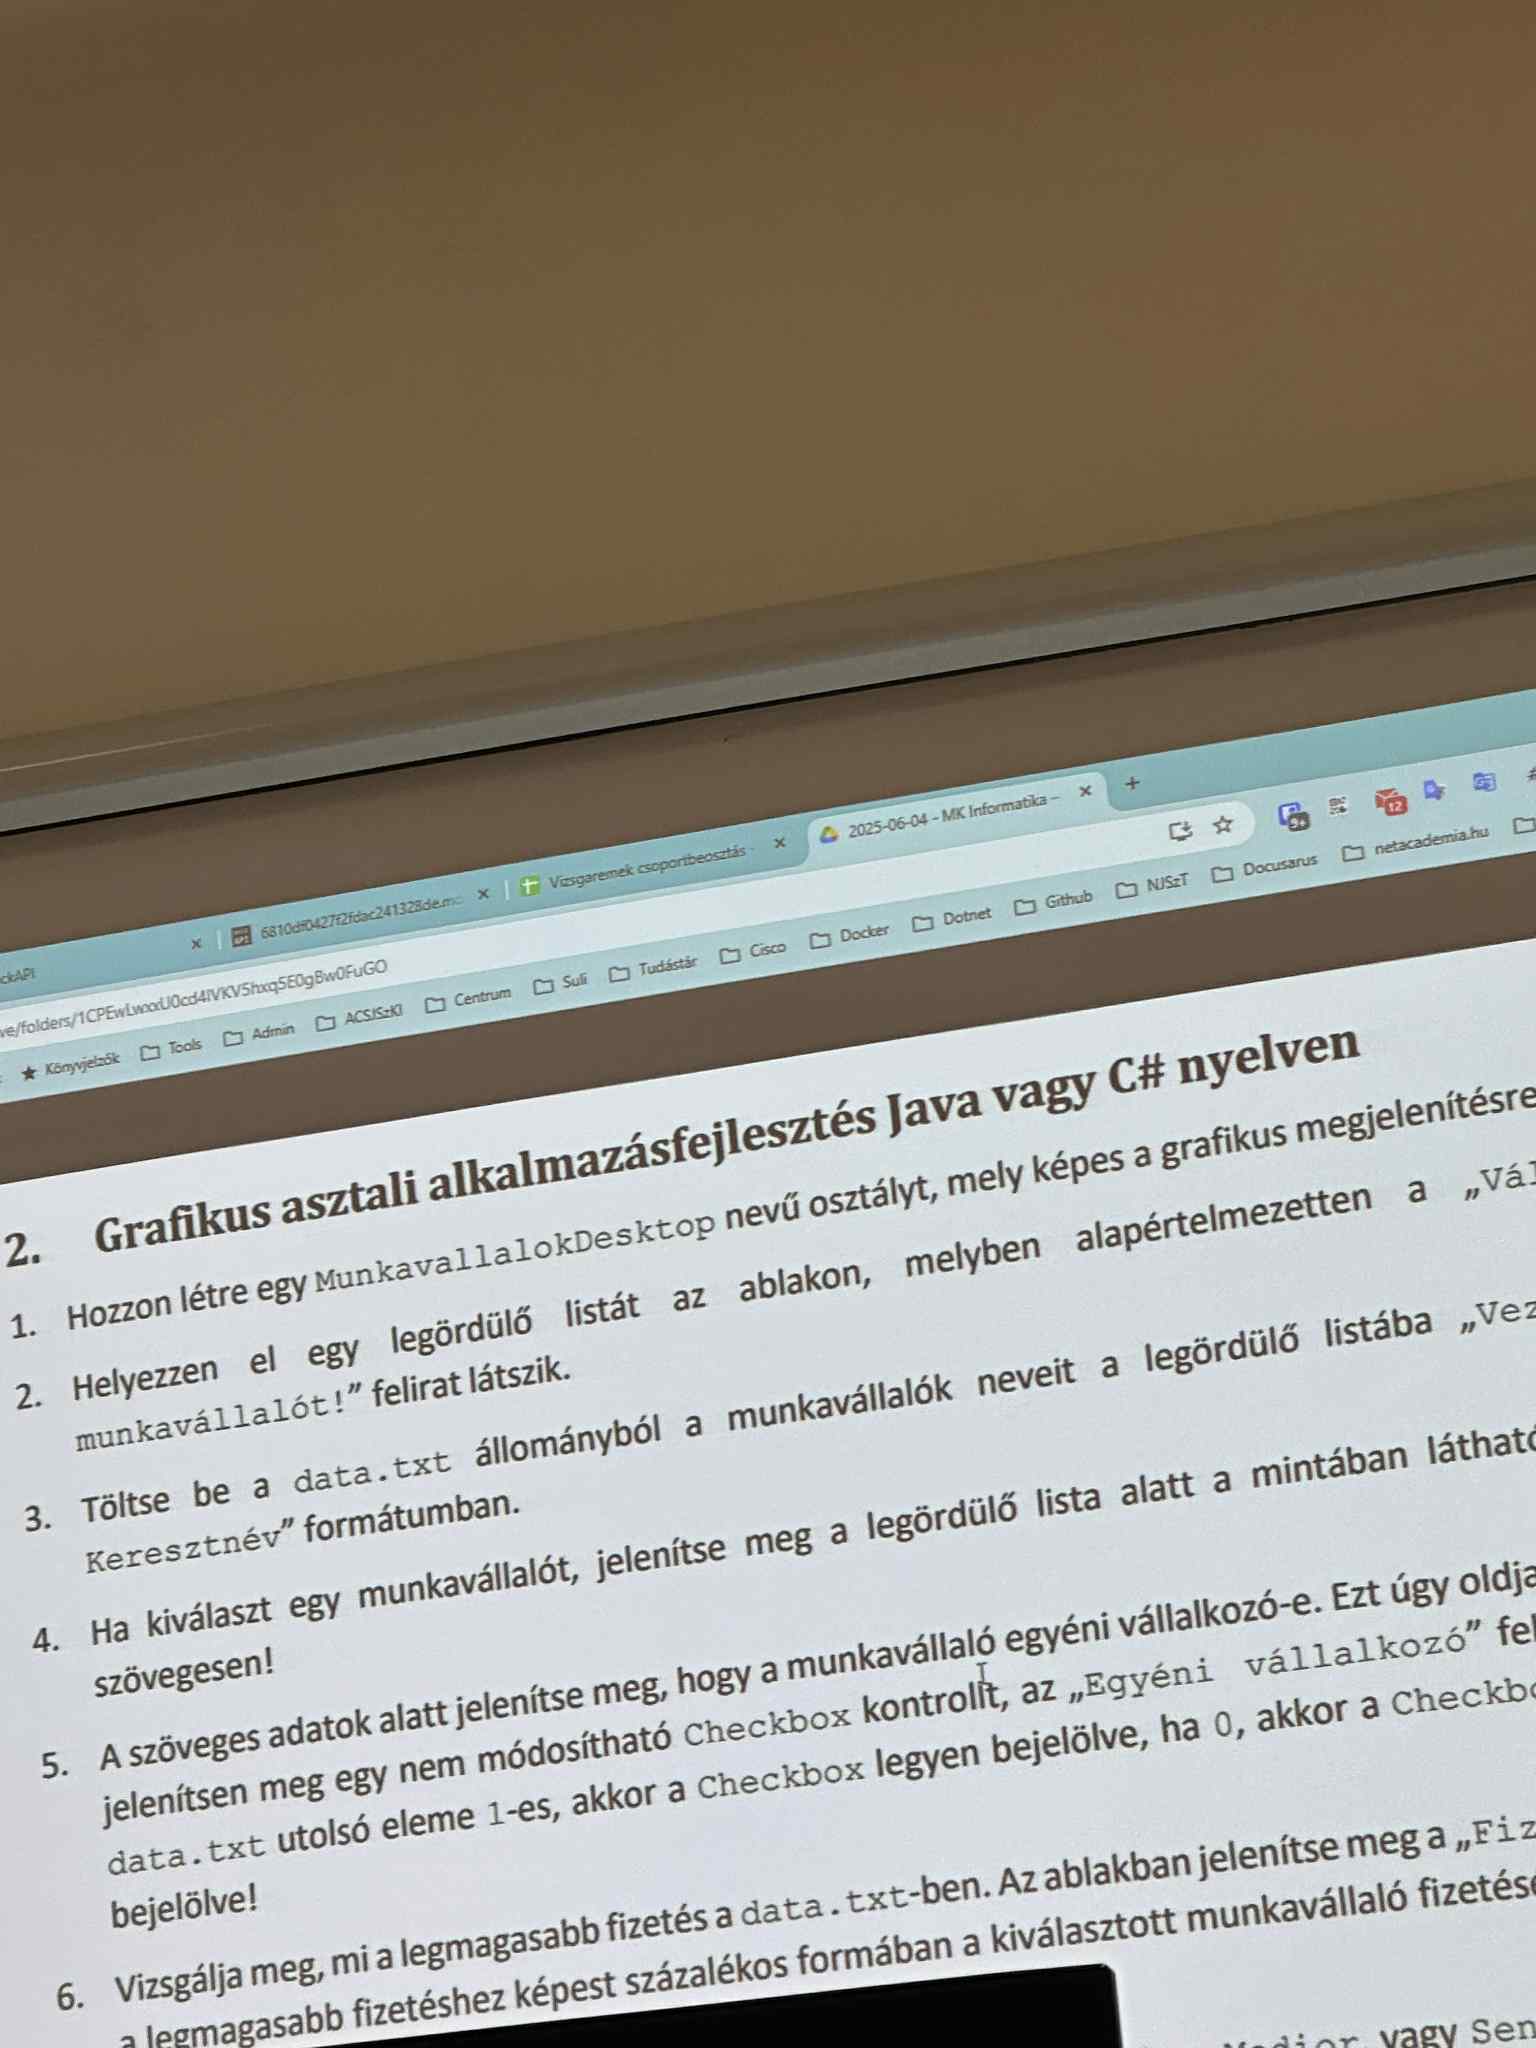 ckAPI
6810df0427f2fdac241328de.mc
Vizsgaremek csoportbeosztás
2025-06-04 - MK Informatika –
12
ve/folders/1CPEwLwxxU0cd4IVKV5hxq5E0gBw0FuGO
Könyvjelzők Tools Admin ACSJSzKI Centrum Suli Tudástár Cisco Docker Dotnet Github NJSzT Docusarus netacademia.hu
2. Grafikus asztali alkalmazásfejlesztés Java vagy C# nyelven
1. Hozzon létre egy MunkavallalokDesktop nevű osztályt, mely képes a grafikus megjelenítésre
2. Helyezzen el egy legördülő listát az ablakon, melyben alapértelmezetten a „Vál
munkavállalót!” felirat látszik.
3. Töltse be a data.txt állományból a munkavállalók neveit a legördülő listába „Vez
Keresztnév” formátumban.
4. Ha kiválaszt egy munkavállalót, jelenítse meg a legördülő lista alatt a mintában látható
szövegesen!
5. A szöveges adatok alatt jelenítse meg, hogy a munkavállaló egyéni vállalkozó-e. Ezt úgy oldja
jelenítsen meg egy nem módosítható Checkbox kontrollt, az „Egyéni vállalkozó” fel
data.txt utolsó eleme 1-es, akkor a Checkbox legyen bejelölve, ha 0, akkor a Checkbo
bejelölve!
6. Vizsgálja meg, mi a legmagasabb fizetés a data.txt-ben. Az ablakban jelenítse meg a „Fiz
a legmagasabb fizetéshez képest százalékos formában a kiválasztott munkavállaló fizetésé
Medior, vagy Sen